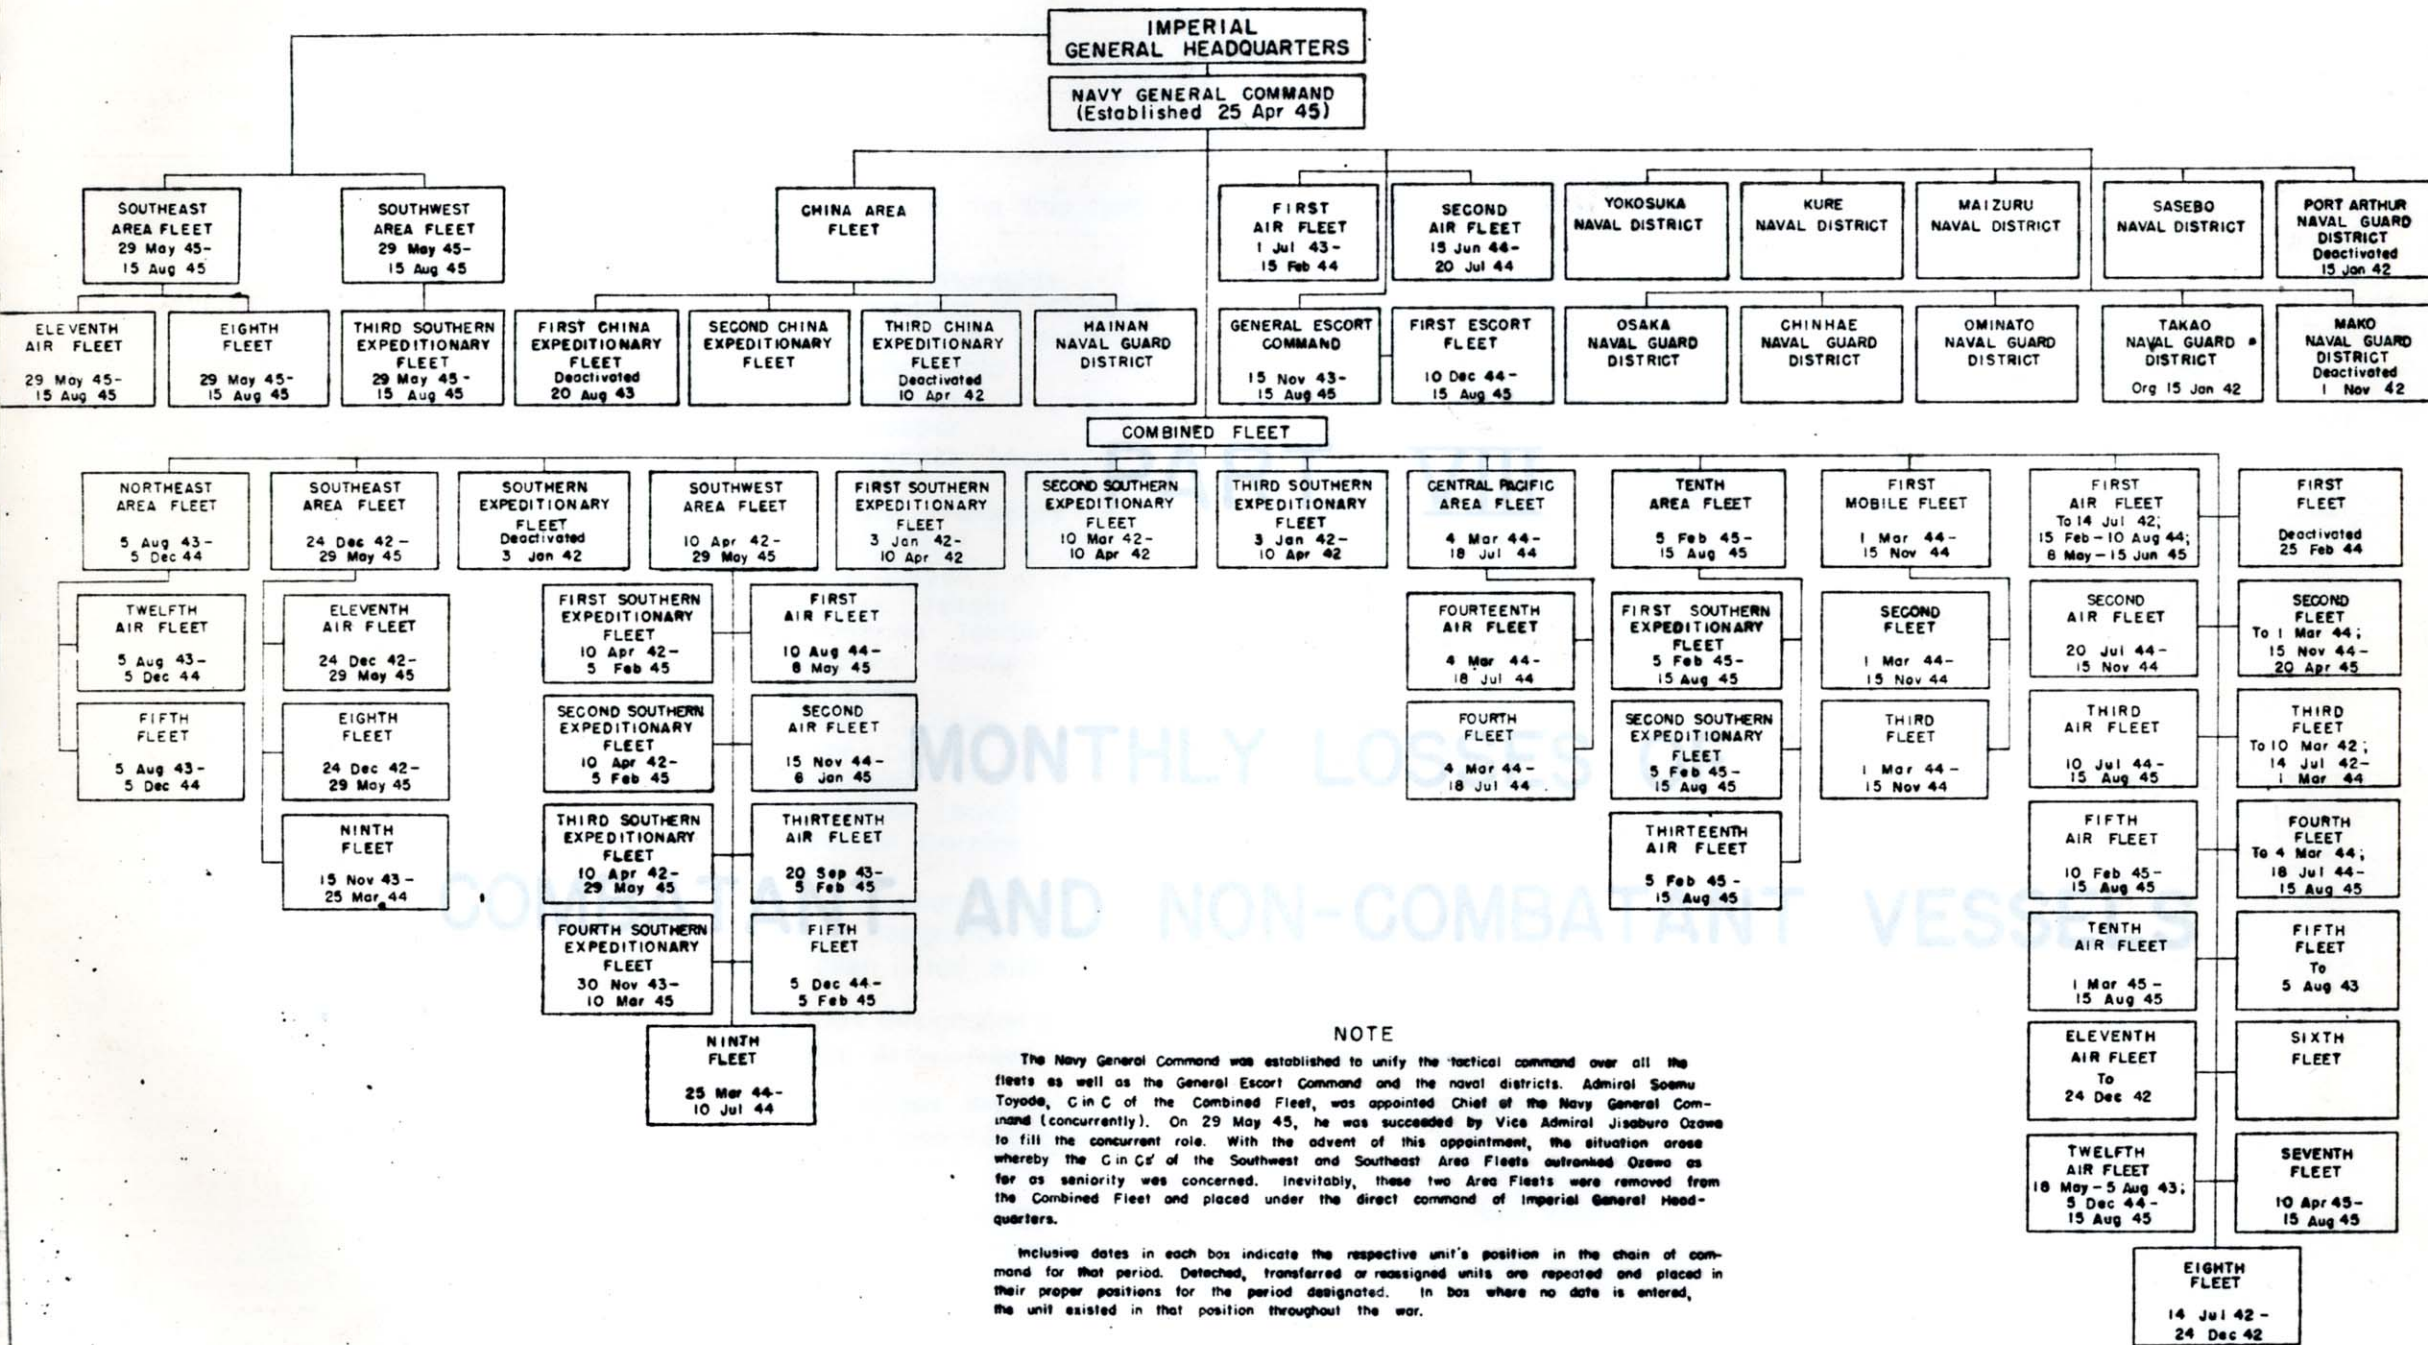 IMPERIAL
GENERAL HEADQUARTERS
NAVY GENERAL COMMAND
(Established 25 Apr 45)
SOUTHEAST
AREA FLEET
29 May 45-
15 Aug 45
SOUTHWEST
AREA FLEET
29 May 45-
15 Aug 45
CHINA AREA
FLEET
FIRST
AIR FLEET
1 Jul 43-
15 Feb 44
SECOND
AIR FLEET
15 Jun 44-
20 Jul 44
YOKOSUKA
NAVAL DISTRICT
KURE
NAVAL DISTRICT
MAIZURU
NAVAL DISTRICT
SASEBO
NAVAL DISTRICT
PORT ARTHUR
NAVAL GUARD
DISTRICT
Deactivated
15 Jan 42
ELEVENTH
AIR FLEET
29 May 45-
15 Aug 45
EIGHTH
FLEET
29 May 45-
15 Aug 45
THIRD SOUTHERN
EXPEDITIONARY
FLEET
29 May 45-
15 Aug 45
FIRST CHINA
EXPEDITIONARY
FLEET
Deactivated
20 Aug 43
SECOND CHINA
EXPEDITIONARY
FLEET
THIRD CHINA
EXPEDITIONARY
FLEET
Deactivated
10 Apr 42
HAINAN
NAVAL GUARD
DISTRICT
GENERAL ESCORT
COMMAND
15 Nov 43-
15 Aug 45
FIRST ESCORT
FLEET
10 Dec 44-
15 Aug 45
OSAKA
NAVAL GUARD
DISTRICT
CHINHAE
NAVAL GUARD
DISTRICT
OMINATO
NAVAL GUARD
DISTRICT
TAKAO
NAVAL GUARD
DISTRICT
Org 15 Jan 42
MAKO
NAVAL GUARD
DISTRICT
Deactivated
1 Nov 42
COMBINED FLEET
NORTHEAST
AREA FLEET
5 Aug 43-
5 Dec 44
SOUTHEAST
AREA FLEET
24 Dec 42-
29 May 45
SOUTHERN
EXPEDITIONARY
FLEET
Deactivated
3 Jan 42
SOUTHWEST
AREA FLEET
10 Apr 42-
29 May 45
FIRST SOUTHERN
EXPEDITIONARY
FLEET
3 Jan 42-
10 Apr 42
SECOND SOUTHERN
EXPEDITIONARY
FLEET
10 Mar 42-
10 Apr 42
THIRD SOUTHERN
EXPEDITIONARY
FLEET
3 Jan 42-
10 Apr 42
CENTRAL PACIFIC
AREA FLEET
4 Mar 44-
18 Jul 44
TENTH
AREA FLEET
5 Feb 45-
15 Aug 45
FIRST
MOBILE FLEET
1 Mar 44-
15 Nov 44
FIRST
AIR FLEET
To 14 Jul 42;
15 Feb-10 Aug 44;
8 May-15 Jun 45
FIRST
FLEET
Deactivated
25 Feb 44
TWELFTH
AIR FLEET
5 Aug 43-
5 Dec 44
ELEVENTH
AIR FLEET
24 Dec 42-
29 May 45
FIRST SOUTHERN
EXPEDITIONARY
FLEET
10 Apr 42-
5 Feb 45
FIRST
AIR FLEET
10 Aug 44-
8 May 45
FOURTEENTH
AIR FLEET
4 Mar 44-
18 Jul 44
FIRST SOUTHERN
EXPEDITIONARY
FLEET
5 Feb 45-
15 Aug 45
SECOND
FLEET
1 Mar 44-
15 Nov 44
SECOND
AIR FLEET
20 Jul 44-
15 Nov 44
SECOND
FLEET
To 1 Mar 44;
15 Nov 44-
20 Apr 45
FIFTH
FLEET
5 Aug 43-
5 Dec 44
EIGHTH
FLEET
24 Dec 42-
29 May 45
SECOND SOUTHERN
EXPEDITIONARY
FLEET
10 Apr 42-
5 Feb 45
SECOND
AIR FLEET
15 Nov 44-
6 Jan 45
FOURTH
FLEET
4 Mar 44-
18 Jul 44
SECOND SOUTHERN
EXPEDITIONARY
FLEET
5 Feb 45-
15 Aug 45
THIRD
FLEET
1 Mar 44-
15 Nov 44
THIRD
AIR FLEET
10 Jul 44-
15 Aug 45
THIRD
FLEET
To 10 Mar 42;
14 Jul 42-
1 Mar 44
NINTH
FLEET
15 Nov 43-
25 Mar 44
THIRD SOUTHERN
EXPEDITIONARY
FLEET
10 Apr 42-
29 May 45
THIRTEENTH
AIR FLEET
20 Sep 43-
5 Feb 45
THIRTEENTH
AIR FLEET
5 Feb 45-
15 Aug 45
FIFTH
AIR FLEET
10 Feb 45-
15 Aug 45
FOURTH
FLEET
To 4 Mar 44;
18 Jul 44-
15 Aug 45
FOURTH SOUTHERN
EXPEDITIONARY
FLEET
30 Nov 43-
10 Mar 45
FIFTH
FLEET
5 Dec 44-
5 Feb 45
TENTH
AIR FLEET
1 Mar 45-
15 Aug 45
FIFTH
FLEET
To
5 Aug 43
NINTH
FLEET
25 Mar 44-
10 Jul 44
ELEVENTH
AIR FLEET
To
24 Dec 42
SIXTH
FLEET
TWELFTH
AIR FLEET
18 May-5 Aug 43;
5 Dec 44-
15 Aug 45
SEVENTH
FLEET
10 Apr 45-
15 Aug 45
EIGHTH
FLEET
14 Jul 42-
24 Dec 42
NOTE
The Navy General Command was established to unify the tactical command over all the
fleets as well as the General Escort Command and the naval districts. Admiral Soemu
Toyoda, C in C of the Combined Fleet, was appointed Chief of the Navy General Com-
mand (concurrently). On 29 May 45, he was succeeded by Vice Admiral Jisaburo Ozawa
to fill the concurrent role. With the advent of this appointment, the situation arose
whereby the C in Cs' of the Southwest and Southeast Area Fleets outranked Ozawa as
far as seniority was concerned. Inevitably, these two Area Fleets were removed from
the Combined Fleet and placed under the direct command of Imperial General Head-
quarters.
Inclusive dates in each box indicate the respective unit's position in the chain of com-
mand for that period. Detached, transferred or reassigned units are repeated and placed in
their proper positions for the period designated. In box where no date is entered,
the unit existed in that position throughout the war.
PART VIII
MONTHLY LOSSES
COMBATANT AND NON-COMBATANT VESSELS